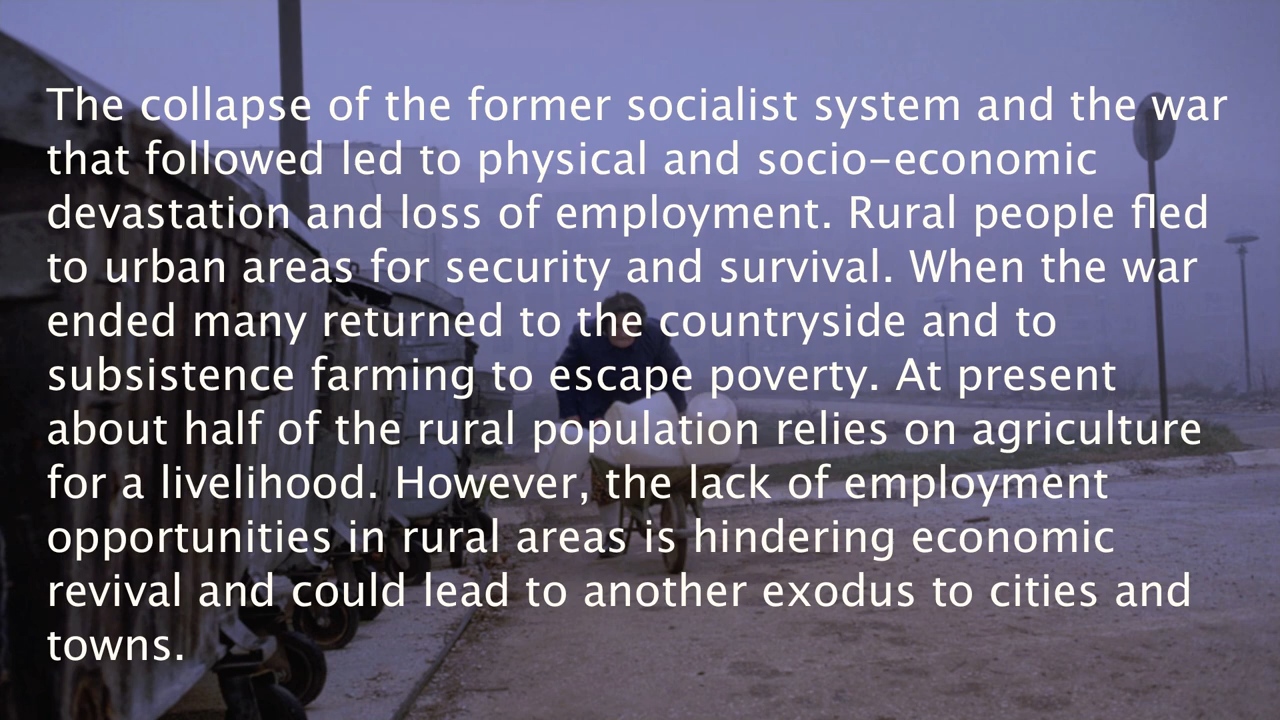 The collapse of the former socialist system and the war
that followed led to physical and socio-economic
devastation and loss of employment. Rural people fled
to urban areas for security and survival. When the war
ended many returned to the countryside and to
subsistence farming to escape poverty. At present
about half of the rural population relies on agriculture
for a livelihood. However, the lack of employment
opportunities in rural areas is hindering economic
revival and could lead to another exodus to cities and
towns.